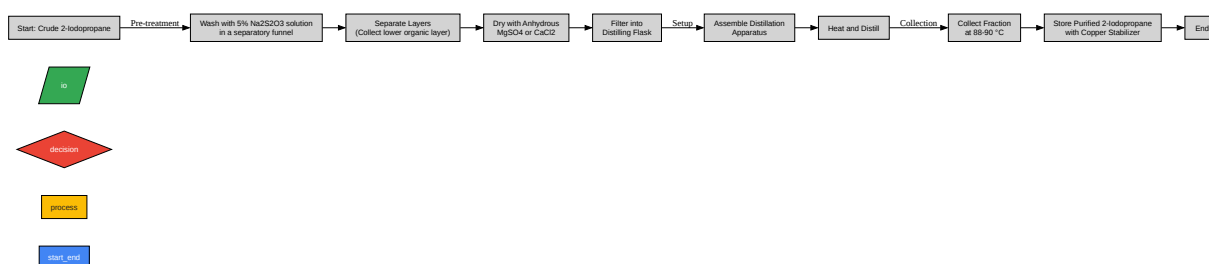 Start: Crude 2-Iodopropane
Pre-treatment
Wash with 5% Na2S2O3 solution
in a separatory funnel
Separate Layers
(Collect lower organic layer)
Dry with Anhydrous
MgSO4 or CaCl2
Filter into
Distilling Flask
Setup
Assemble Distillation
Apparatus
Heat and Distill
Collection
Collect Fraction
at 88-90 °C
Store Purified 2-Iodopropane
with Copper Stabilizer
End
io
decision
process
start_end